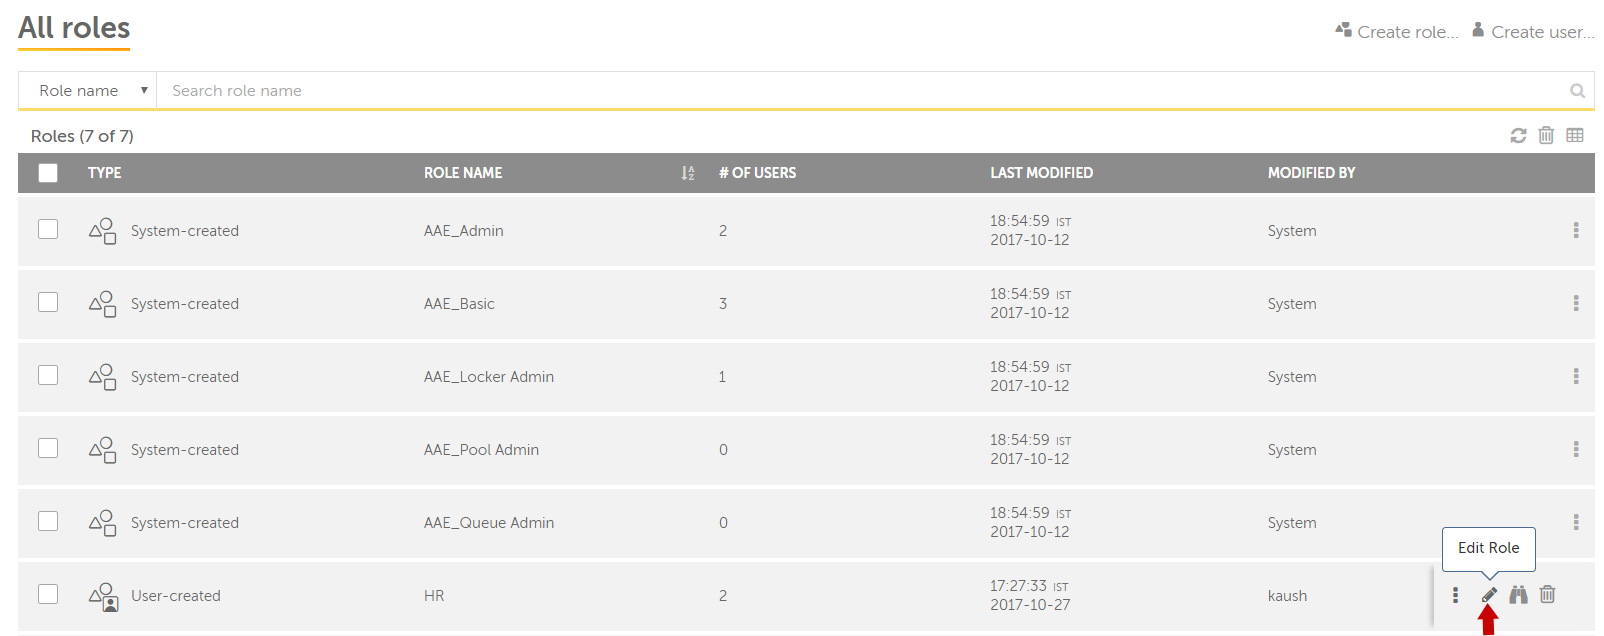 All roles
Create role... Create user...
Role name Search role name
Roles (7 of 7)
TYPE ROLE NAME # OF USERS LAST MODIFIED MODIFIED BY
System-created AAE_Admin 2 18:54:59 IST 2017-10-12 System
System-created AAE_Basic 3 18:54:59 IST 2017-10-12 System
System-created AAE_Locker Admin 1 18:54:59 IST 2017-10-12 System
System-created AAE_Pool Admin 0 18:54:59 IST 2017-10-12 System
System-created AAE_Queue Admin 0 18:54:59 IST 2017-10-12 System
Edit Role
User-created HR 2 17:27:33 IST 2017-10-27 kaush